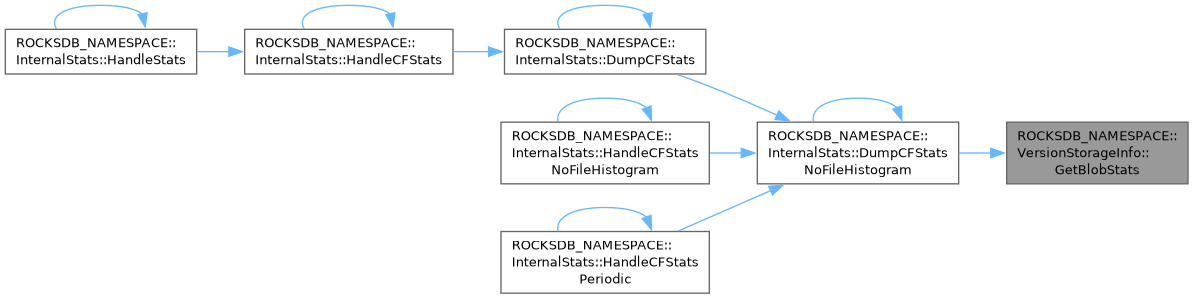 ROCKSDB_NAMESPACE::
InternalStats::HandleStats
ROCKSDB_NAMESPACE::
InternalStats::HandleCFStats
ROCKSDB_NAMESPACE::
InternalStats::DumpCFStats
ROCKSDB_NAMESPACE::
InternalStats::HandleCFStats
NoFileHistogram
ROCKSDB_NAMESPACE::
InternalStats::DumpCFStats
NoFileHistogram
ROCKSDB_NAMESPACE::
VersionStorageInfo::
GetBlobStats
ROCKSDB_NAMESPACE::
InternalStats::HandleCFStats
Periodic